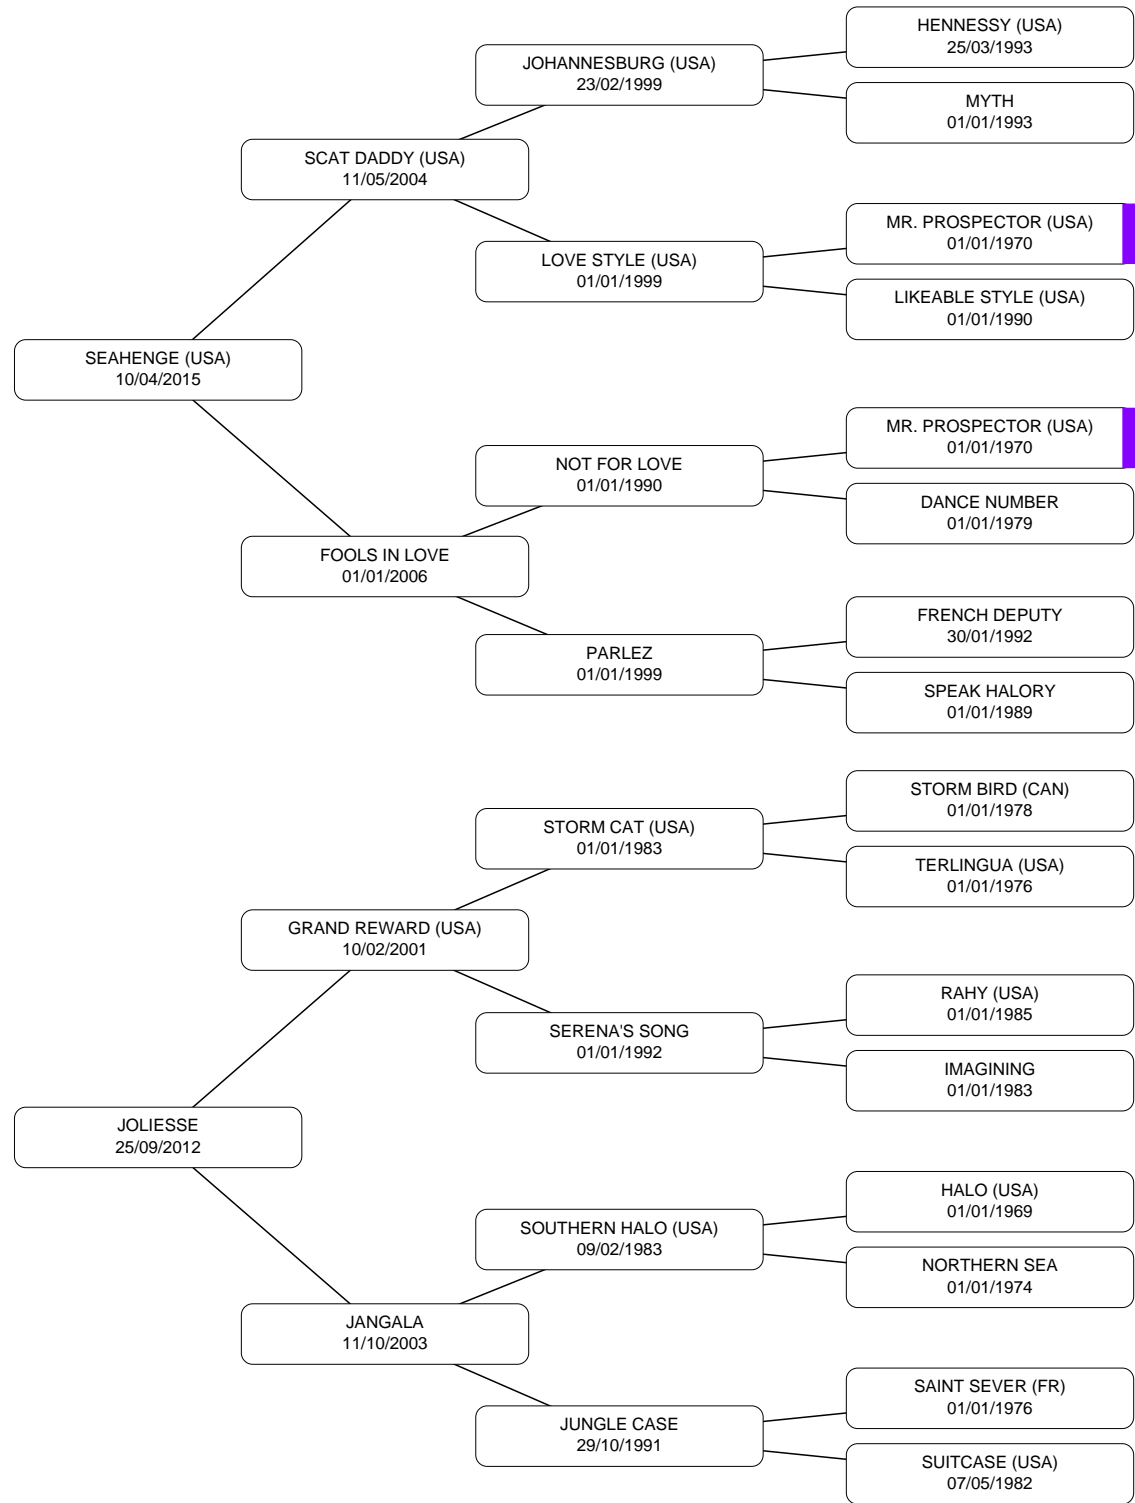 HENNESSY (USA)
25/03/1993
JOHANNESBURG (USA)
23/02/1999
MYTH
01/01/1993
SCAT DADDY (USA)
11/05/2004
MR. PROSPECTOR (USA)
01/01/1970
LOVE STYLE (USA)
01/01/1999
LIKEABLE STYLE (USA)
01/01/1990
SEAHENGE (USA)
10/04/2015
MR. PROSPECTOR (USA)
01/01/1970
NOT FOR LOVE
01/01/1990
DANCE NUMBER
01/01/1979
FOOLS IN LOVE
01/01/2006
FRENCH DEPUTY
30/01/1992
PARLEZ
01/01/1999
SPEAK HALORY
01/01/1989
STORM BIRD (CAN)
01/01/1978
STORM CAT (USA)
01/01/1983
TERLINGUA (USA)
01/01/1976
GRAND REWARD (USA)
10/02/2001
RAHY (USA)
01/01/1985
SERENA'S SONG
01/01/1992
IMAGINING
01/01/1983
JOLIESSE
25/09/2012
HALO (USA)
01/01/1969
SOUTHERN HALO (USA)
09/02/1983
NORTHERN SEA
01/01/1974
JANGALA
11/10/2003
SAINT SEVER (FR)
01/01/1976
JUNGLE CASE
29/10/1991
SUITCASE (USA)
07/05/1982